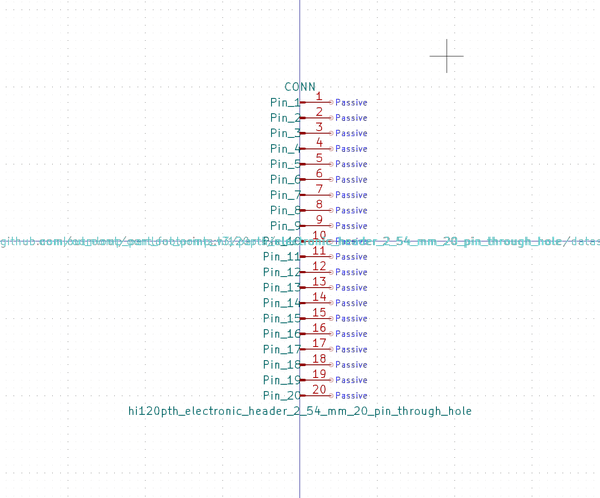 CONN
Pin_1 1 Passive
Pin_2 2 Passive
Pin_3 3 Passive
Pin_4 4 Passive
Pin_5 5 Passive
Pin_6 6 Passive
Pin_7 7 Passive
Pin_8 8 Passive
Pin_9 9 Passive
10
Pin_11 11 Passive
Pin_12 12 Passive
Pin_13 13 Passive
Pin_14 14 Passive
Pin_15 15 Passive
Pin_16 16 Passive
Pin_17 17 Passive
Pin_18 18 Passive
Pin_19 19 Passive
Pin_20 20 Passive
hi120pth_electronic_header_2_54_mm_20_pin_through_hole